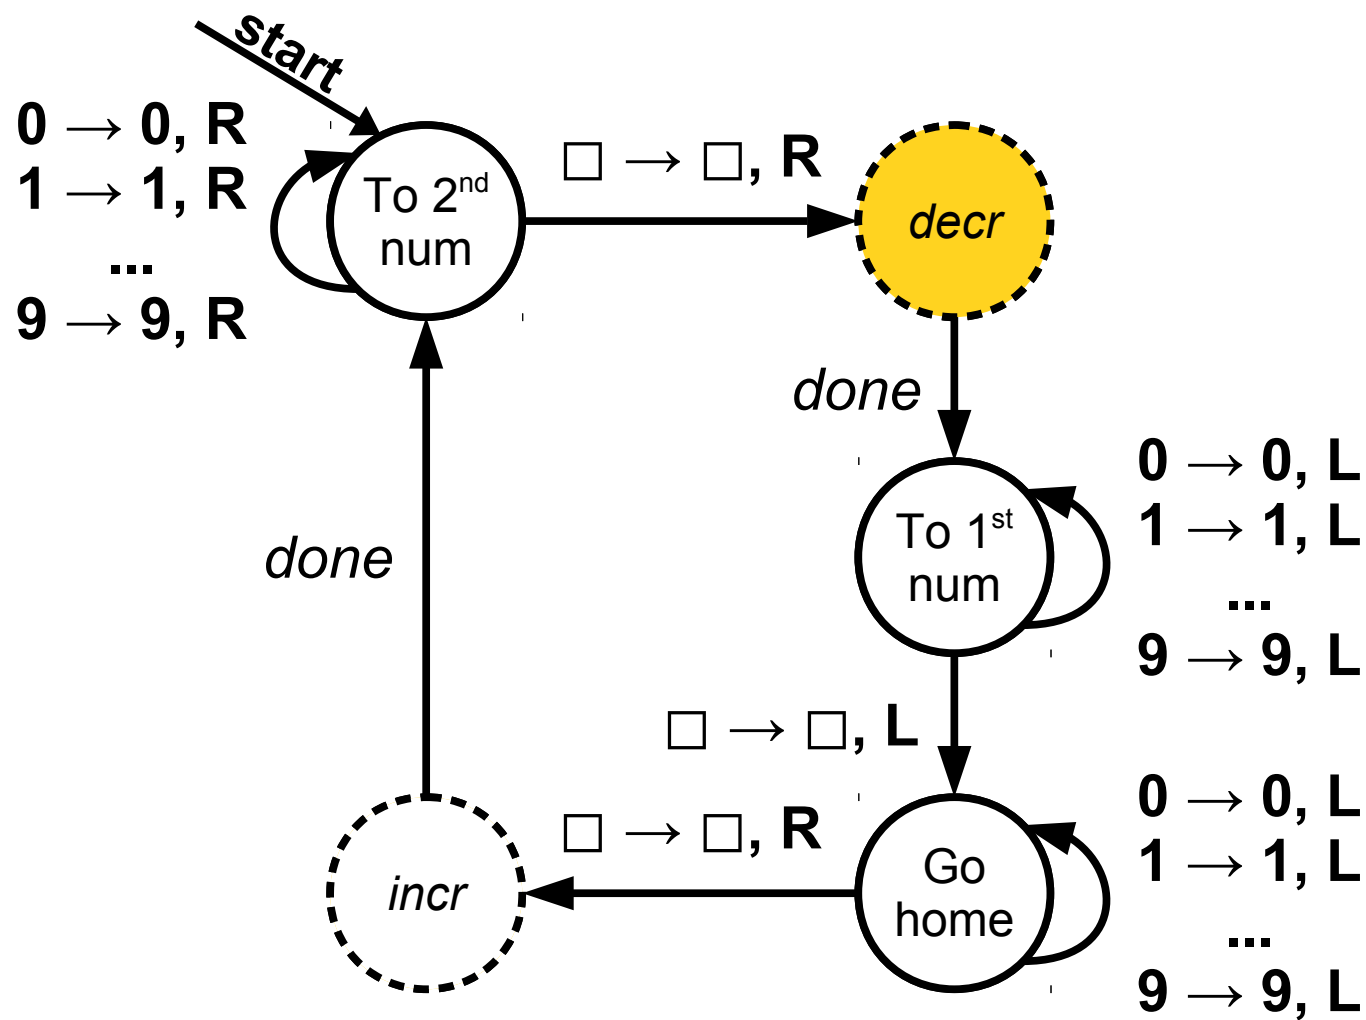 start
0 → 0, R
1 → 1, R
...
9 → 9, R
To 2nd
num
□ → □, R
decr
done
0 → 0, L
1 → 1, L
...
9 → 9, L
To 1st
num
done
□ → □, L
0 → 0, L
1 → 1, L
...
9 → 9, L
Go
home
□ → □, R
incr